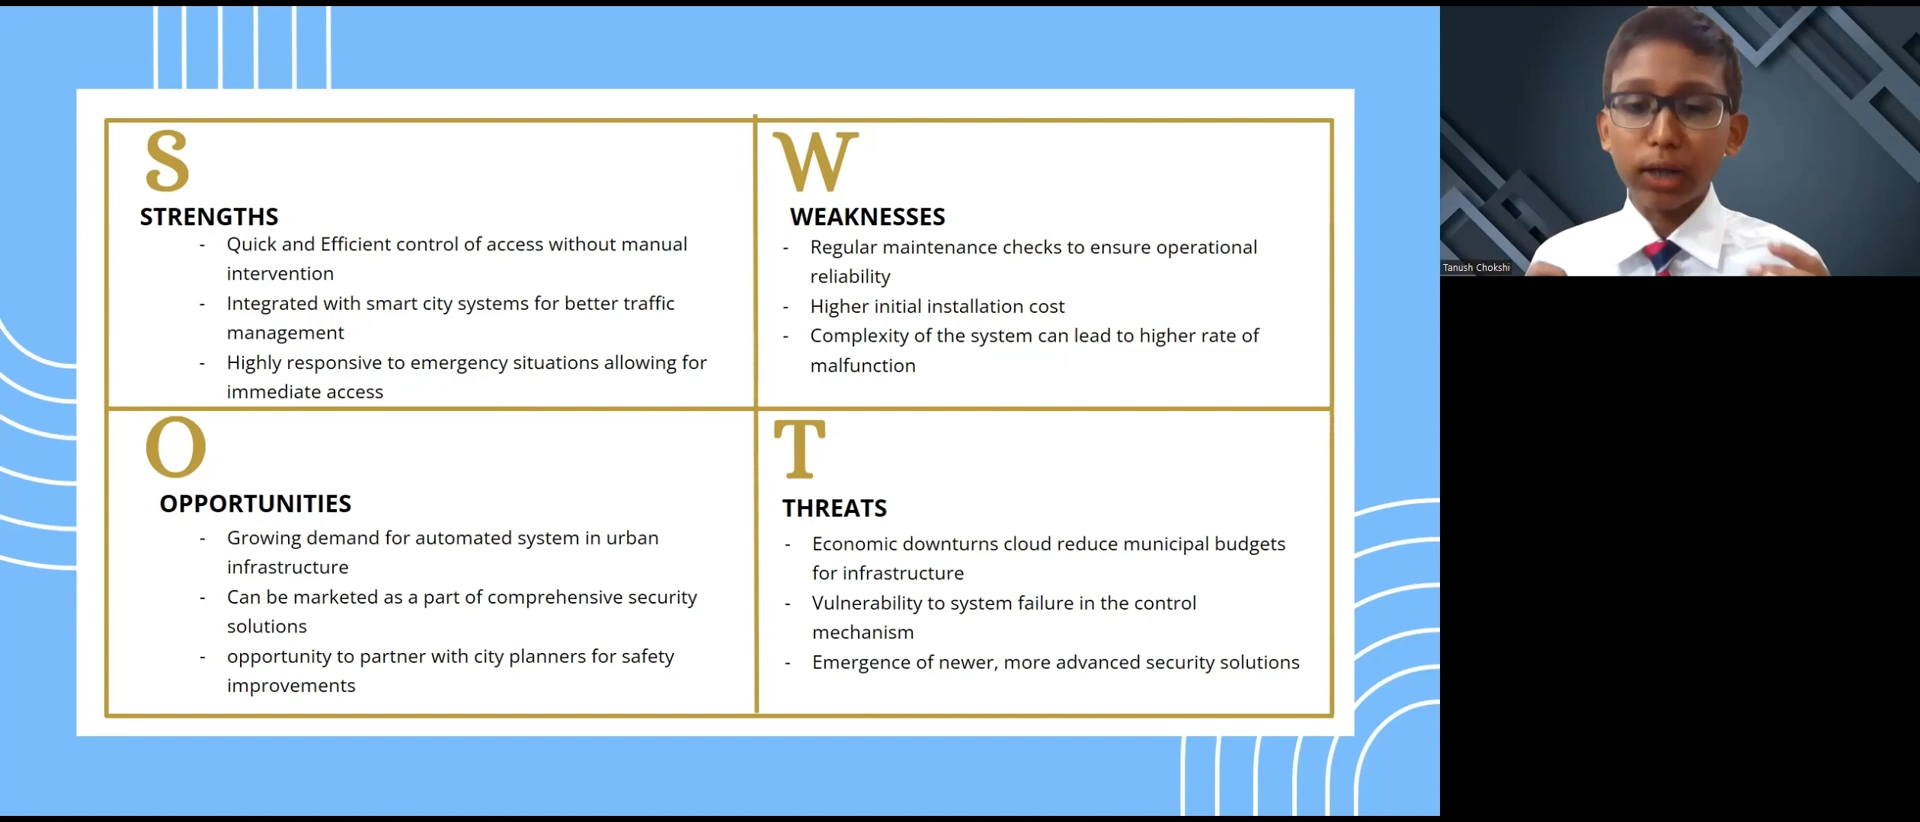 S
STRENGTHS
- Quick and Efficient control of access without manual
intervention
- Integrated with smart city systems for better traffic
management
- Highly responsive to emergency situations allowing for
immediate access
W
WEAKNESSES
- Regular maintenance checks to ensure operational
reliability
- Higher initial installation cost
- Complexity of the system can lead to higher rate of
malfunction
O
OPPORTUNITIES
- Growing demand for automated system in urban
infrastructure
- Can be marketed as a part of comprehensive security
solutions
- opportunity to partner with city planners for safety
improvements
T
THREATS
- Economic downturns cloud reduce municipal budgets
for infrastructure
- Vulnerability to system failure in the control
mechanism
- Emergence of newer, more advanced security solutions
Tanush Chokshi